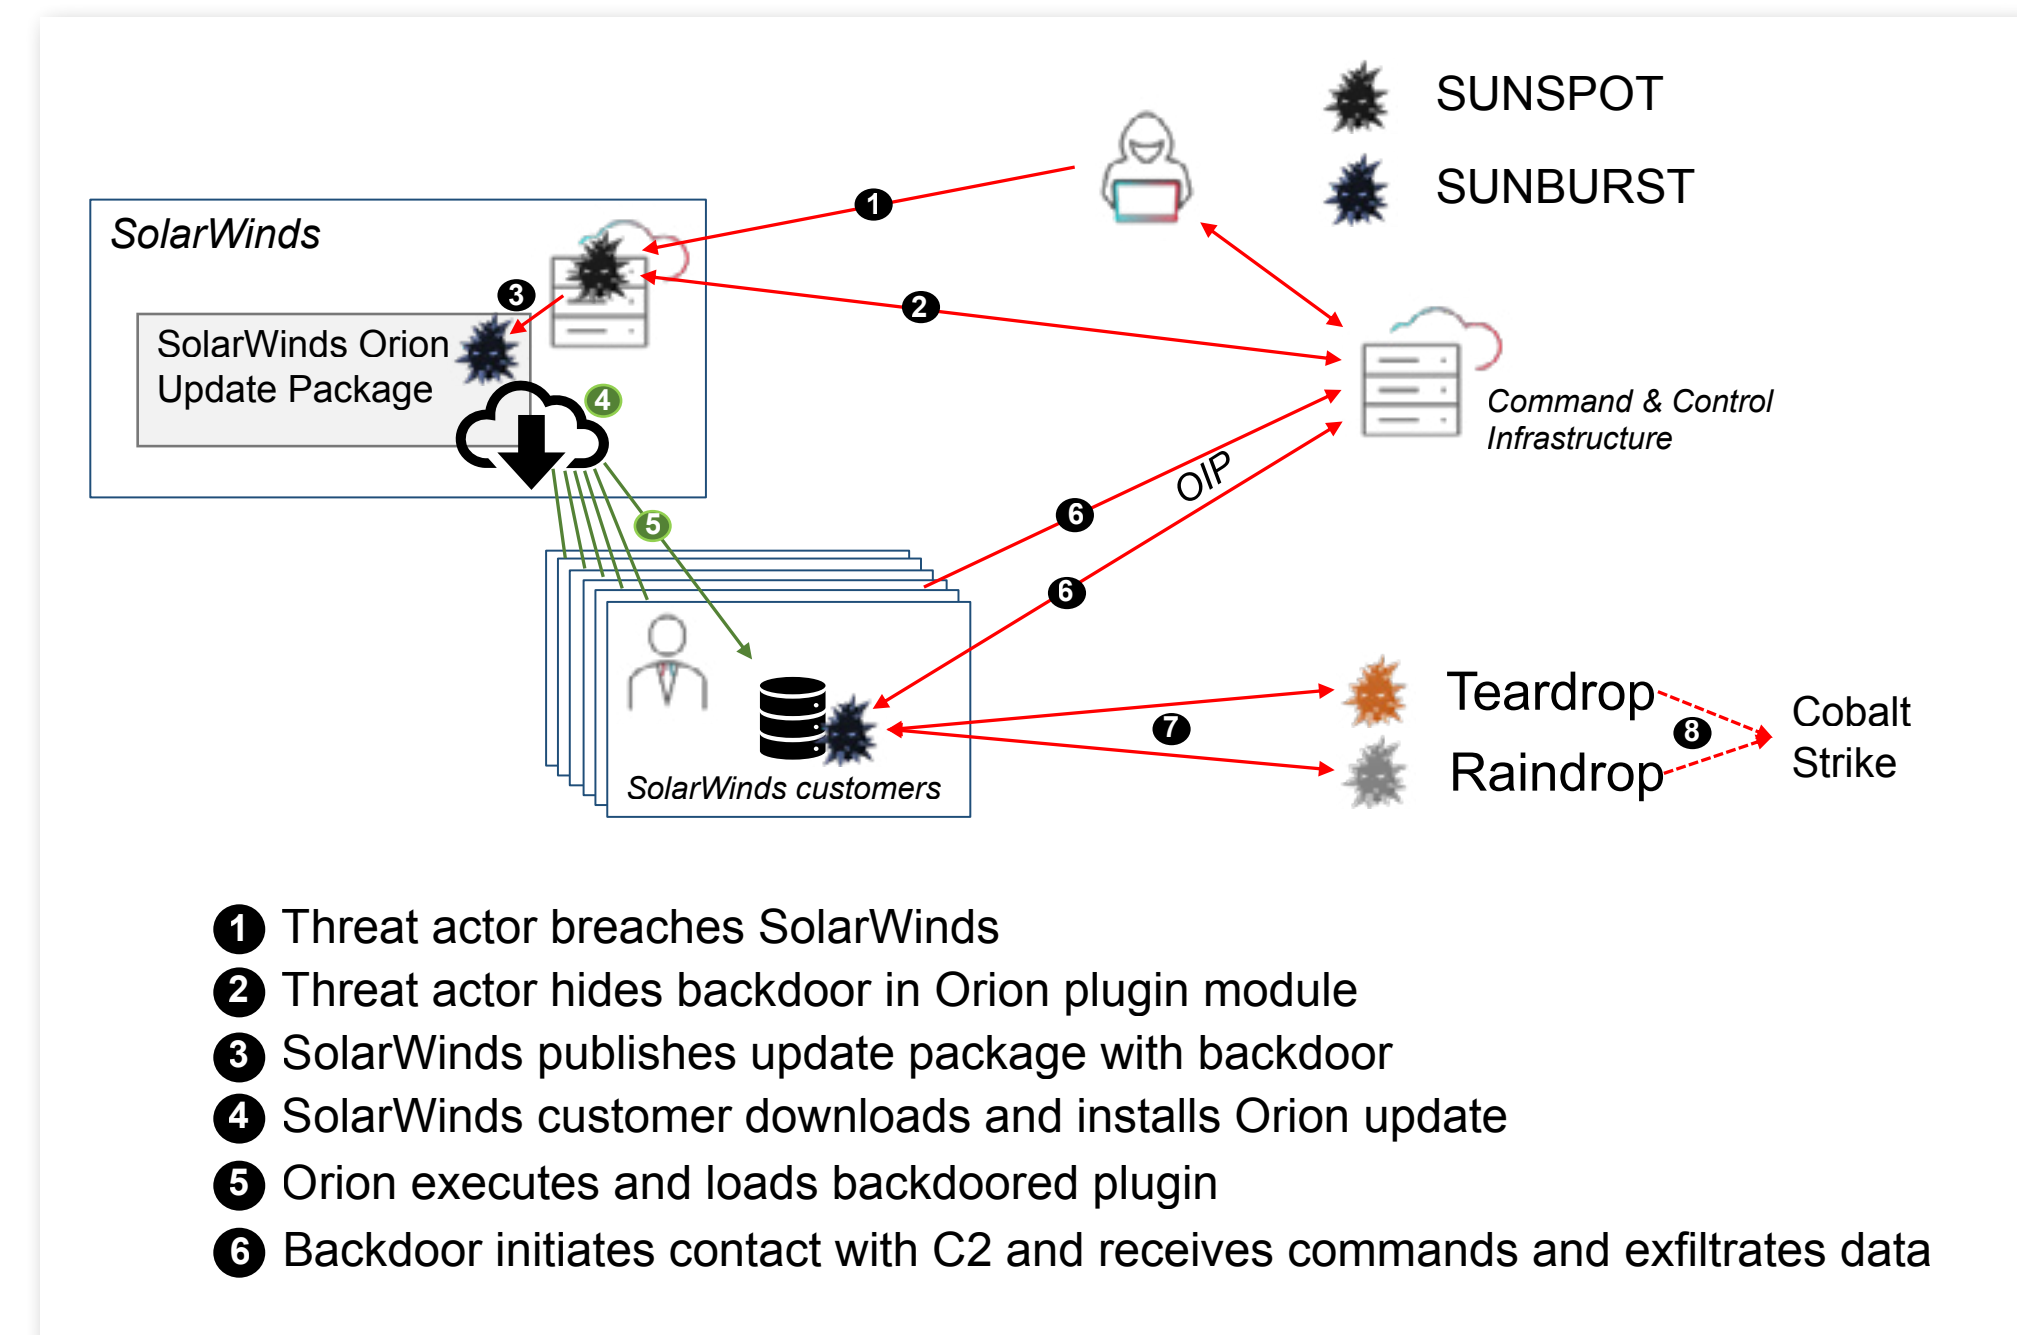 SUNSPOT
SUNBURST
1
SolarWinds
3
2
SolarWinds Orion
Update Package
4
Command & Control
Infrastructure
OIP
5
6
6
Teardrop
Raindrop
7
8
Cobalt
Strike
SolarWinds customers
1 Threat actor breaches SolarWinds
2 Threat actor hides backdoor in Orion plugin module
3 SolarWinds publishes update package with backdoor
4 SolarWinds customer downloads and installs Orion update
5 Orion executes and loads backdoored plugin
6 Backdoor initiates contact with C2 and receives commands and exfiltrates data